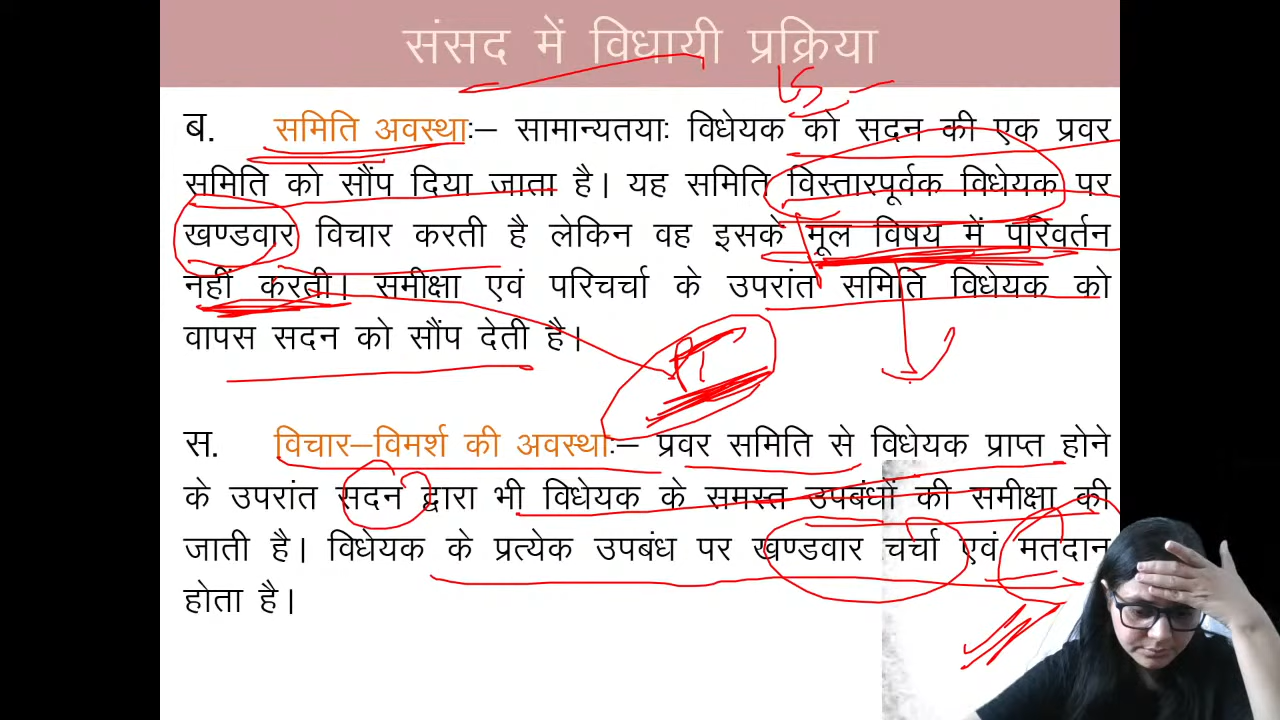 संसद में विधायी प्रक्रिया
ब. समिति अवस्थाः– सामान्यतयाः विधेयक को सदन की एक प्रवर
समिति को सौंप दिया जाता है। यह समिति विस्तारपूर्वक विधेयक पर
खण्डवार विचार करती है लेकिन वह इसके मूल विषय में परिवर्तन
नहीं करती। समीक्षा एवं परिचर्चा के उपरांत समिति विधेयक को
वापस सदन को सौंप देती है।
स. विचार–विमर्श की अवस्थाः– प्रवर समिति से विधेयक प्राप्त होने
के उपरांत सदन द्वारा भी विधेयक के समस्त उपबंधों की समीक्षा की
जाती है। विधेयक के प्रत्येक उपबंध पर खण्डवार चर्चा एवं मतदान
होता है।